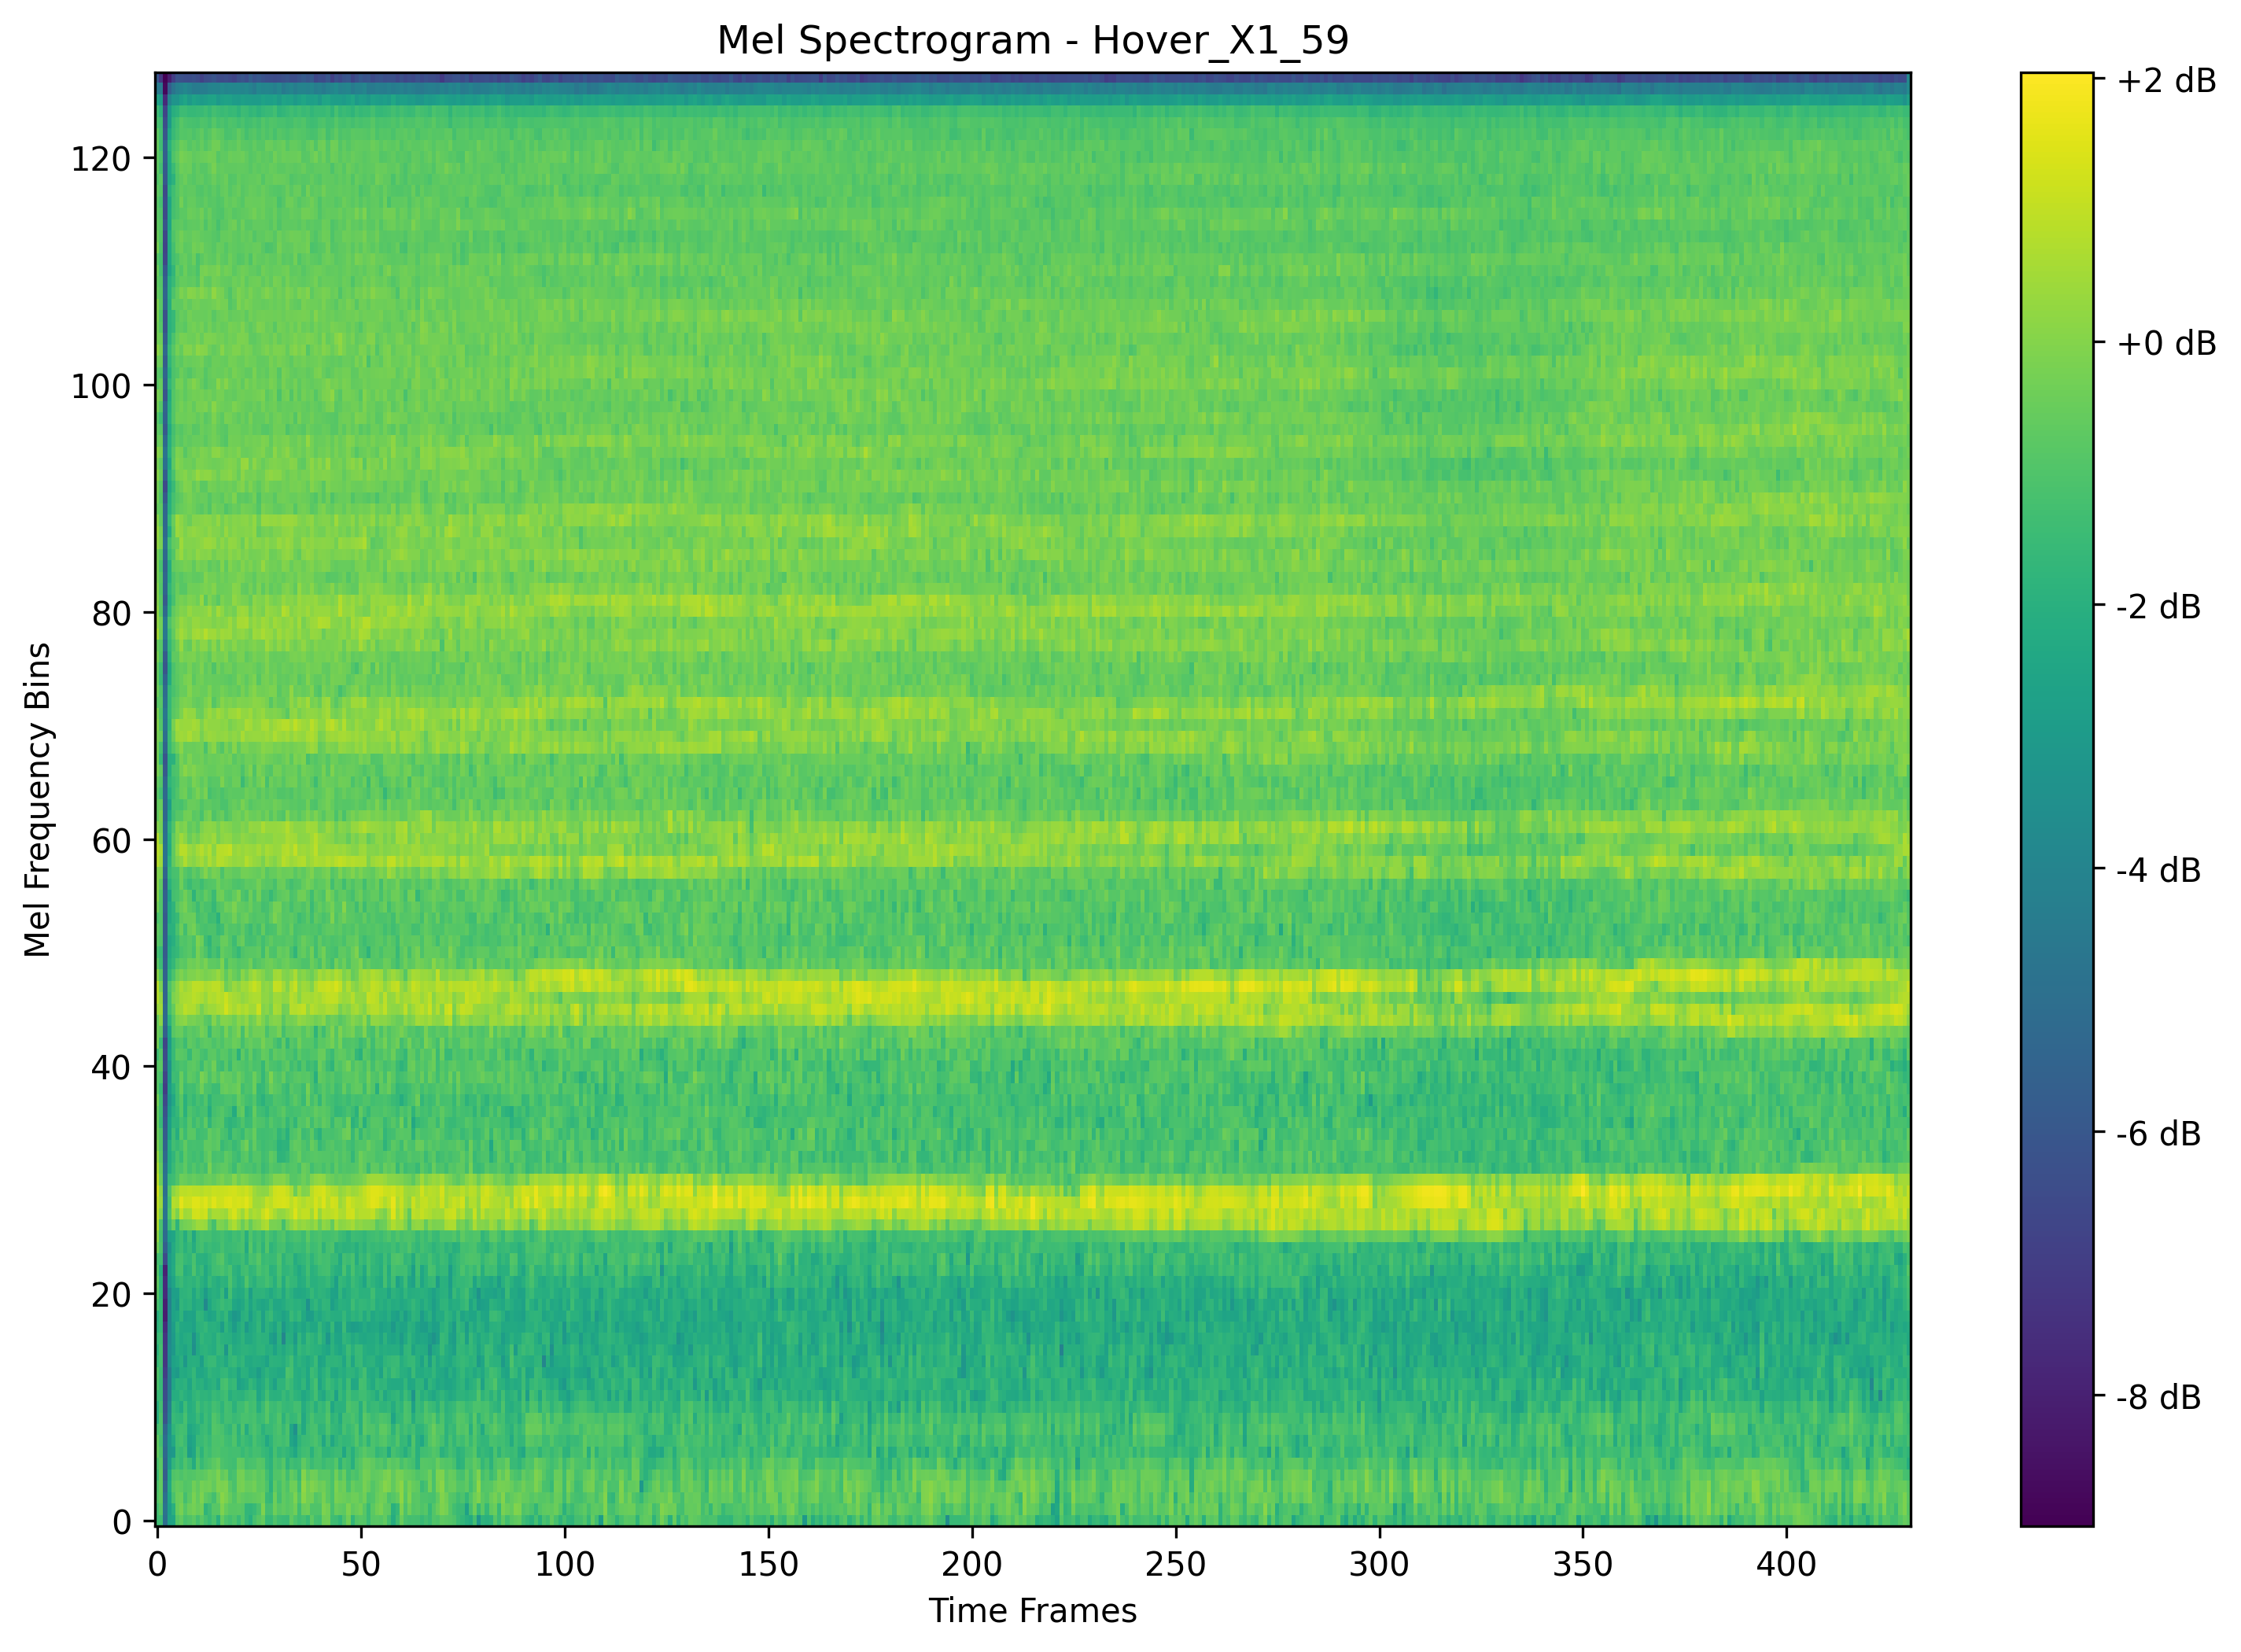 Mel Spectrogram - Hover_X1_59
Mel Frequency Bins
120
100
80
60
40
20
0
0 50 100 150 200 250 300 350 400
Time Frames
+2 dB
+0 dB
-2 dB
-4 dB
-6 dB
-8 dB